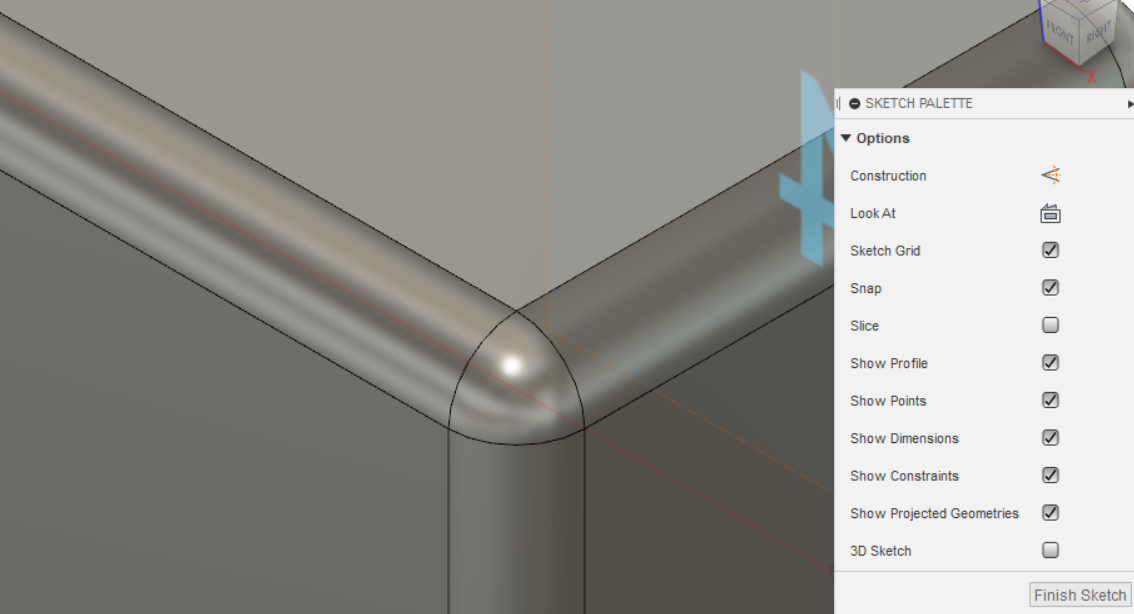 FRONT
RIGHT
X
SKETCH PALETTE
Options
Construction
Look At
Sketch Grid
Snap
Slice
Show Profile
Show Points
Show Dimensions
Show Constraints
Show Projected Geometries
3D Sketch
Finish Sketch